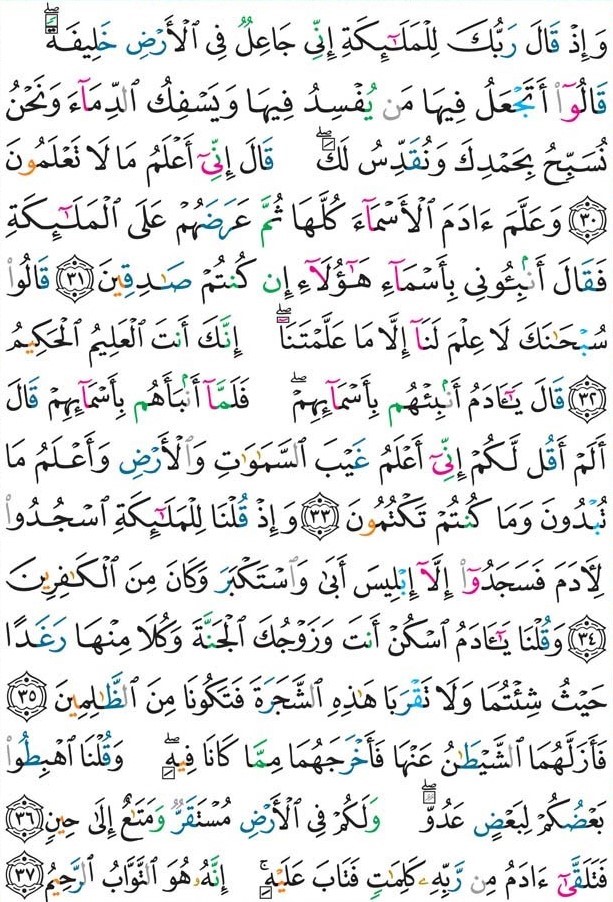 وَإِذْ قَالَ رَبُّكَ لِلْمَلَـٰٓئِكَةِ إِنِّي جَاعِلٌ فِي ٱلْأَرْضِ خَلِيفَةًۖ
قَالُوٓا۟ أَتَجْعَلُ فِيهَا مَن يُفْسِدُ فِيهَا وَيَسْفِكُ ٱلدِّمَآءَ وَنَحْنُ
نُسَبِّحُ بِحَمْدِكَ وَنُقَدِّسُ لَكَۖ قَالَ إِنِّيٓ أَعْلَمُ مَا لَا تَعْلَمُونَ
٣٠ وَعَلَّمَ ءَادَمَ ٱلْأَسْمَآءَ كُلَّهَا ثُمَّ عَرَضَهُمْ عَلَى ٱلْمَلَـٰٓئِكَةِ
فَقَالَ أَنۢبِـُٔونِي بِأَسْمَآءِ هَـٰٓؤُلَآءِ إِن كُنتُمْ صَـٰدِقِينَ ٣١ قَالُوا۟
سُبْحَـٰنَكَ لَا عِلْمَ لَنَآ إِلَّا مَا عَلَّمْتَنَآۖ إِنَّكَ أَنتَ ٱلْعَلِيمُ ٱلْحَكِيمُ
٣٢ قَالَ يَـٰٓـَٔادَمُ أَنۢبِئْهُم بِأَسْمَآئِهِمْۖ فَلَمَّآ أَنۢبَأَهُم بِأَسْمَآئِهِمْ قَالَ
أَلَمْ أَقُل لَّكُمْ إِنِّيٓ أَعْلَمُ غَيْبَ ٱلسَّمَـٰوَٰتِ وَٱلْأَرْضِ وَأَعْلَمُ مَا
تُبْدُونَ وَمَا كُنتُمْ تَكْتُمُونَ ٣٣ وَإِذْ قُلْنَا لِلْمَلَـٰٓئِكَةِ ٱسْجُدُوا۟
لِـَٔادَمَ فَسَجَدُوٓا۟ إِلَّآ إِبْلِيسَ أَبَىٰ وَٱسْتَكْبَرَ وَكَانَ مِنَ ٱلْكَـٰفِرِينَ
٣٤ وَقُلْنَا يَـٰٓـَٔادَمُ ٱسْكُنْ أَنتَ وَزَوْجُكَ ٱلْجَنَّةَ وَكُلَا مِنْهَا رَغَدًا
حَيْثُ شِئْتُمَا وَلَا تَقْرَبَا هَـٰذِهِ ٱلشَّجَرَةَ فَتَكُونَا مِنَ ٱلظَّـٰلِمِينَ ٣٥
فَأَزَلَّهُمَا ٱلشَّيْطَـٰنُ عَنْهَا فَأَخْرَجَهُمَا مِمَّا كَانَا فِيهِۖ وَقُلْنَا ٱهْبِطُوا۟
بَعْضُكُمْ لِبَعْضٍ عَدُوٌّۖ وَلَكُمْ فِي ٱلْأَرْضِ مُسْتَقَرٌّ وَمَتَـٰعٌ إِلَىٰ حِينٍ ٣٦
فَتَلَقَّىٰٓ ءَادَمُ مِن رَّبِّهِۦ كَلِمَـٰتٍ فَتَابَ عَلَيْهِۚ إِنَّهُۥ هُوَ ٱلتَّوَّابُ ٱلرَّحِيمُ ٣٧